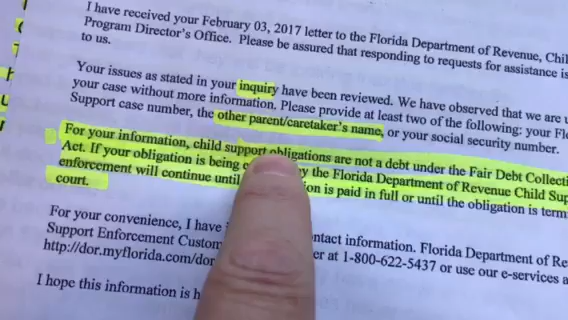 I have received your February 03, 2017 letter to the Florida Department of Revenue, Chil
Program Director's Office. Please be assured that responding to requests for assistance is
to us.
Your issues as stated in your inquiry have been reviewed. We have observed that we are u
your case without more information. Please provide at least two of the following: your Fl
Support case number, the other parent/caretaker's name, or your social security number.
For your information, child support obligations are not a debt under the Fair Debt Collecti
Act. If your obligation is being by the Florida Department of Revenue Child Sup
enforcement will continue until is paid in full or until the obligation is term
court.
For your convenience, I have ntact information. Florida Department of Re
Support Enforcement Custom er at 1-800-622-5437 or use our e-services a
http://dor.myflorida.com/dor
I hope this information is h